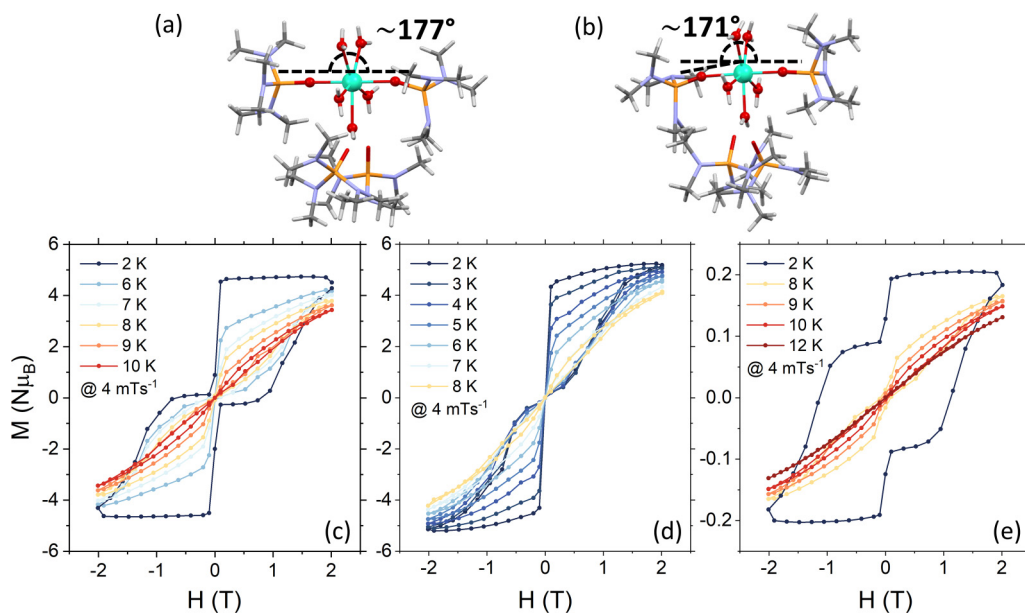 (a)
~177°
(b)
~171°
M (NμB)
6
4
2
0
-2
-4
-6
2 K
6 K
7 K
8 K
9 K
10 K
@ 4 mTs⁻¹
(c)
-2
-1
0
1
2
H (T)
2 K
3 K
4 K
5 K
6 K
7 K
8 K
@ 4 mTs⁻¹
(d)
-2
-1
0
1
2
H (T)
0.2
0.1
0.0
-0.1
-0.2
2 K
8 K
9 K
10 K
12 K
@ 4 mTs⁻¹
(e)
-2
-1
0
1
2
H (T)